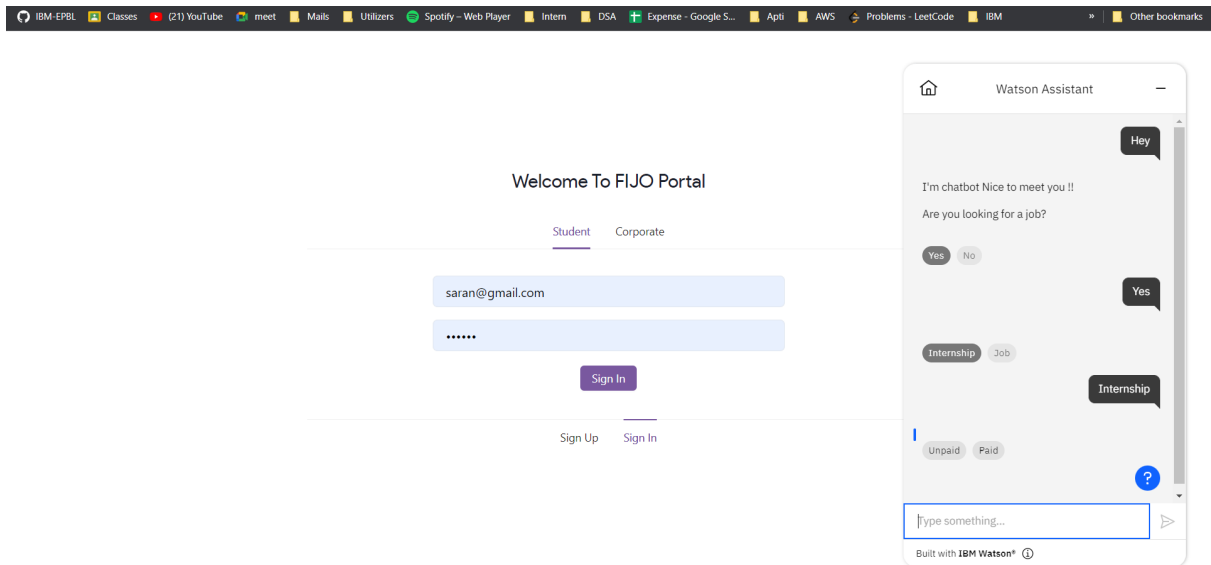 IBM-EPBL Classes (21) YouTube meet Mails Utilizers Spotify – Web Player Intern DSA Expense - Google S... Apti AWS Problems - LeetCode IBM » Other bookmarks
Welcome To FIJO Portal
Student Corporate
saran@gmail.com
••••••
Sign In
Sign Up Sign In
Watson Assistant
Hey
I'm chatbot Nice to meet you !!
Are you looking for a job?
Yes No
Yes
Internship Job
Internship
Unpaid Paid
?
Type something...
Built with IBM Watson®